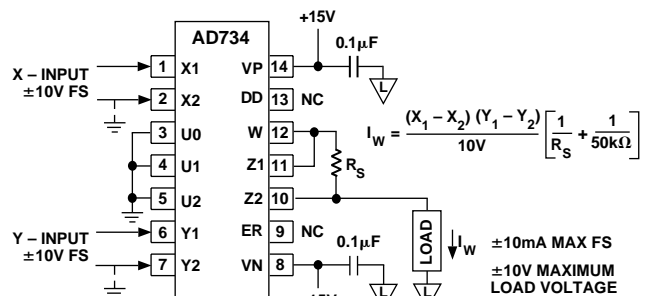 +15V
AD734
0.1μF
X – INPUT
±10V FS
1 X1
VP 14
L
2 X2
DD 13 NC
3 U0
W 12
I_W = (X_1 – X_2) (Y_1 – Y_2) / 10V [1/R_S + 1/50kΩ]
4 U1
Z1 11
R_S
5 U2
Z2 10
Y – INPUT
±10V FS
6 Y1
ER 9 NC
LOAD
I_W
±10mA MAX FS
7 Y2
VN 8
0.1μF
±10V MAXIMUM
LOAD VOLTAGE
L
L